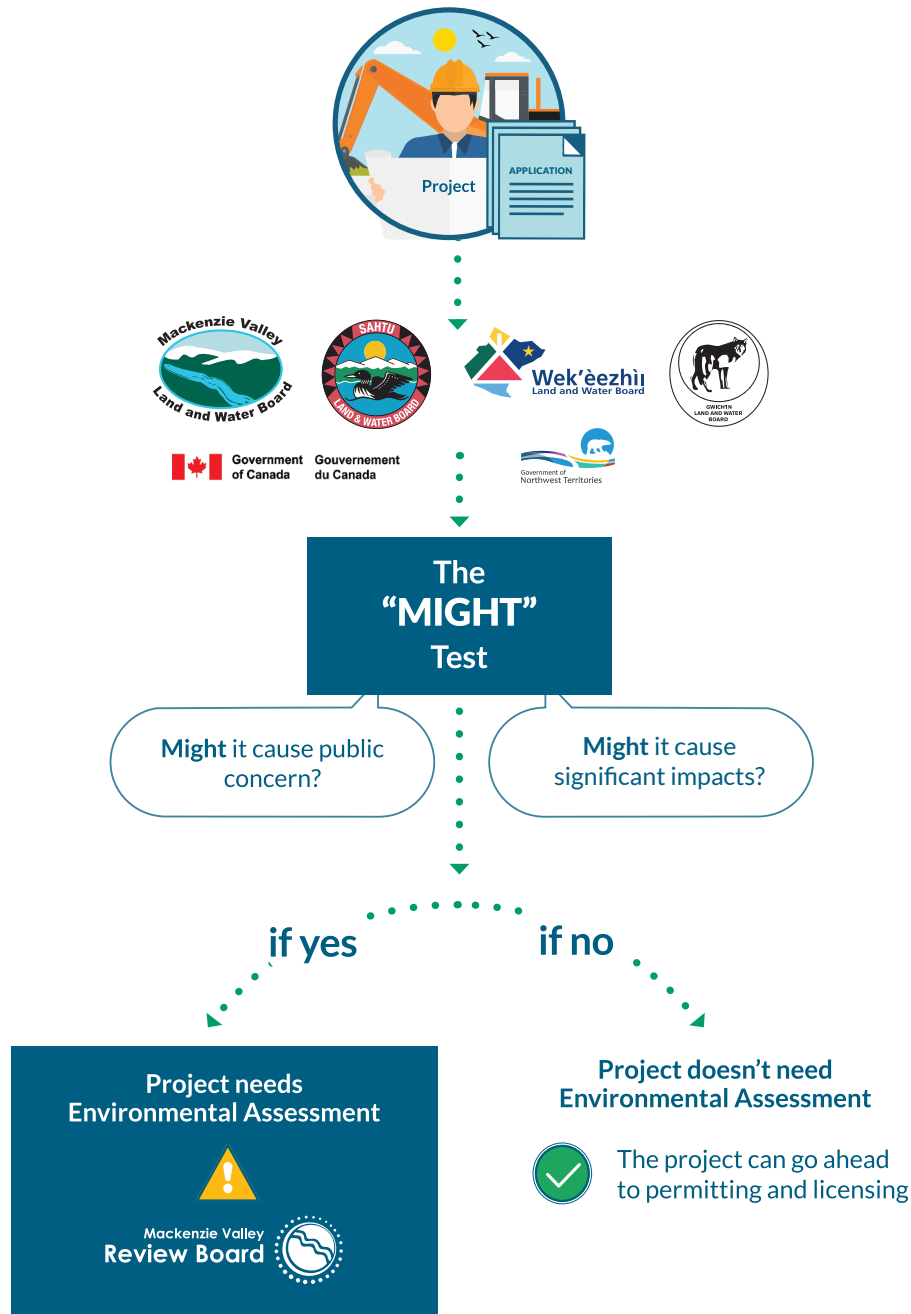 Project
APPLICATION
Mackenzie Valley
Land and Water Board
SAHTU
LAND & WATER BOARD
Wek’èezhìı
Land and Water Board
GWICH'IN
LAND AND WATER
BOARD
Government
of Canada
Gouvernement
du Canada
Government of
Northwest Territories
The
“MIGHT”
Test
Might it cause public
concern?
Might it cause
significant impacts?
if yes
if no
Project needs
Environmental Assessment
Mackenzie Valley
Review Board
Project doesn’t need
Environmental Assessment
The project can go ahead
to permitting and licensing